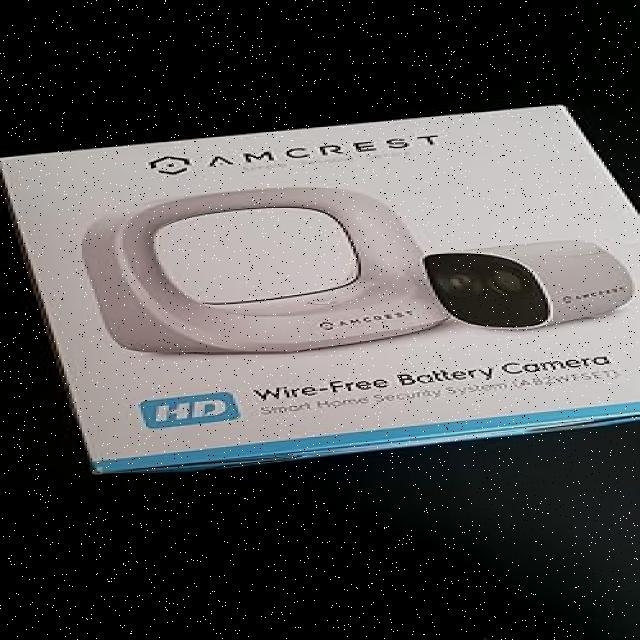 AMCREST
AMCREST
AMCREST
HD
Wire-Free Battery Camera
Smart Home Security System